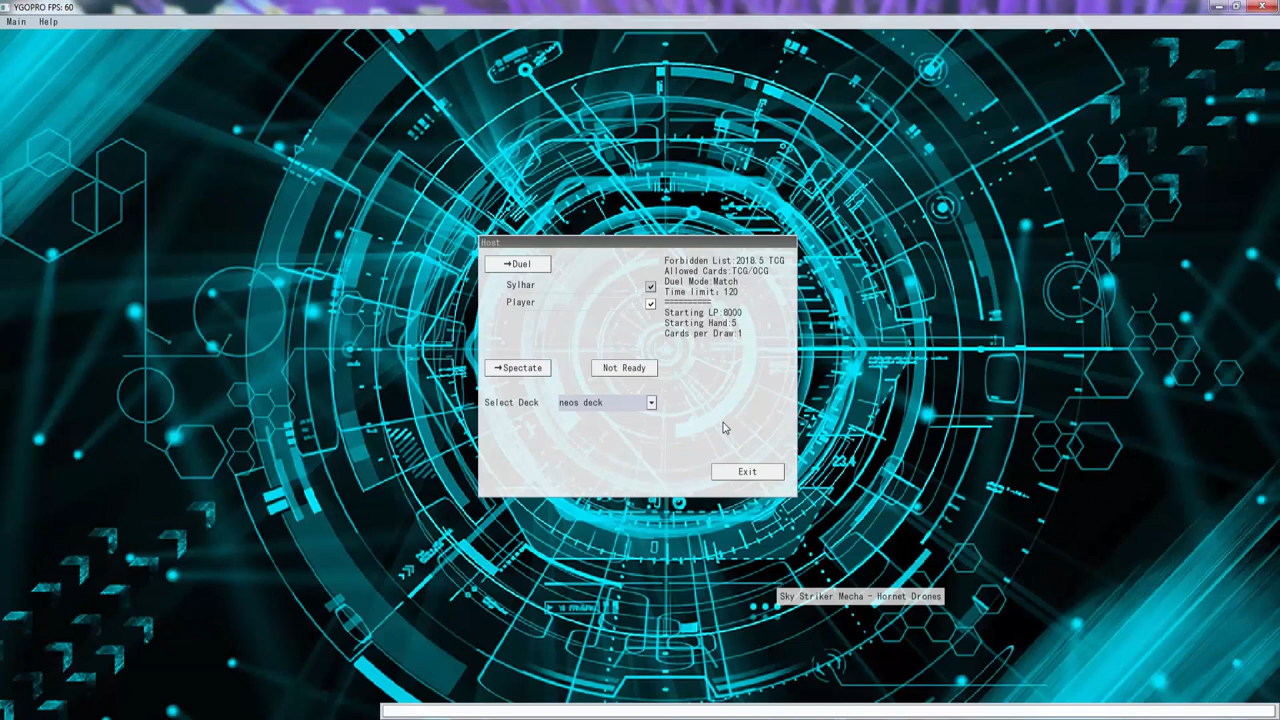 YGOPRO FPS: 60
Main Help
Host
→Duel
Sylhar
Player
Forbidden List:2018.5 TCG
Allowed Cards:TCG/OCG
Duel Mode:Match
Time limit: 120
==========
Starting LP:8000
Starting Hand:5
Cards per Draw:1
→Spectate
Not Ready
Select Deck
neos deck
Exit
23.4
Sky Striker Mecha - Hornet Drones